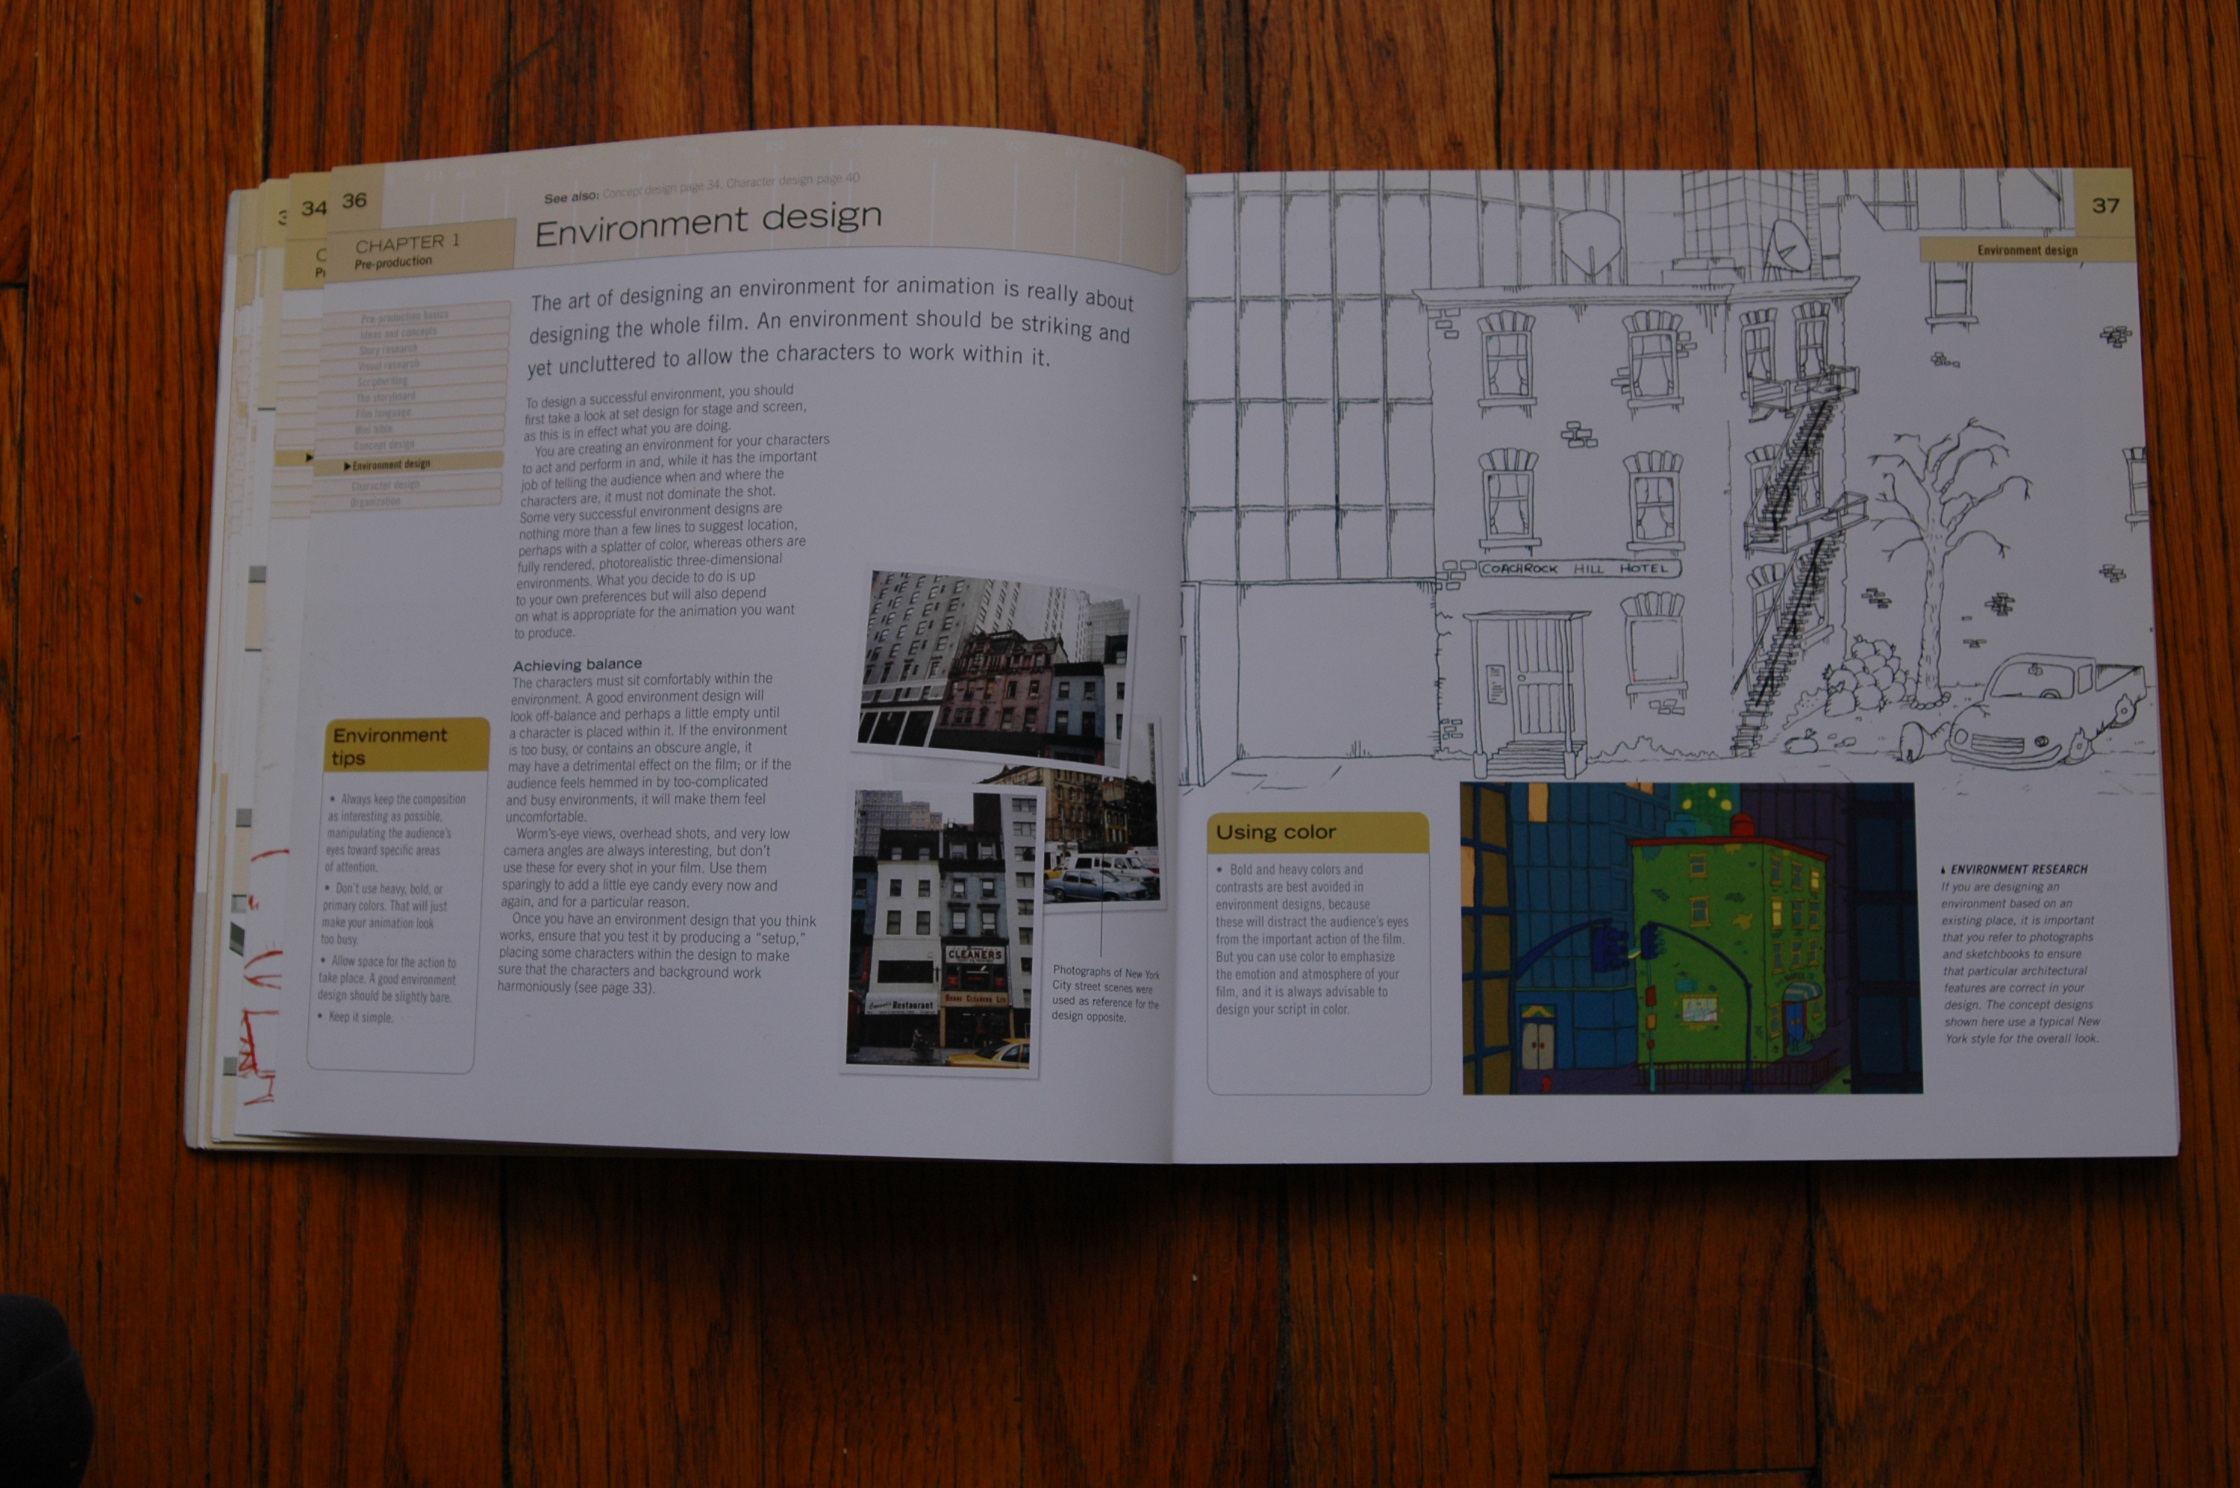 36
34
3
See also: Concept design page 34, Character design page 40
Environment design
CHAPTER 1
Pre-production
Pre-production basics
Ideas and concepts
Story research
Visual research
Scriptwriting
The storyboard
Film language
Mini bible
Concept design
Environment design
Character design
Organization
The art of designing an environment for animation is really about
designing the whole film. An environment should be striking and
yet uncluttered to allow the characters to work within it.
To design a successful environment, you should
first take a look at set design for stage and screen,
as this is in effect what you are doing.
You are creating an environment for your characters
to act and perform in and, while it has the important
job of telling the audience when and where the
characters are, it must not dominate the shot.
Some very successful environment designs are
nothing more than a few lines to suggest location,
perhaps with a splatter of color, whereas others are
fully rendered, photorealistic three-dimensional
environments. What you decide to do is up
to your own preferences but will also depend
on what is appropriate for the animation you want
to produce.
Achieving balance
The characters must sit comfortably within the
environment. A good environment design will
look off-balance and perhaps a little empty until
a character is placed within it. If the environment
is too busy, or contains an obscure angle, it
may have a detrimental effect on the film; or if the
audience feels hemmed in by too-complicated
and busy environments, it will make them feel
uncomfortable.
Worm's-eye views, overhead shots, and very low
camera angles are always interesting, but don't
use these for every shot in your film. Use them
sparingly to add a little eye candy every now and
again, and for a particular reason.
Once you have an environment design that you think
works, ensure that you test it by producing a "setup,"
placing some characters within the design to make
sure that the characters and background work
harmoniously (see page 33).
Environment
tips
• Always keep the composition
as interesting as possible,
manipulating the audience's
eyes toward specific areas
of attention.
• Don't use heavy, bold, or
primary colors. That will just
make your animation look
too busy.
• Allow space for the action to
take place. A good environment
design should be slightly bare.
• Keep it simple.
CLEANERS
Restaurant
Photographs of New York
City street scenes were
used as reference for the
design opposite.
37
Environment design
COACHROCK HILL HOTEL
Using color
• Bold and heavy colors and
contrasts are best avoided in
environment designs, because
these will distract the audience's eyes
from the important action of the film.
But you can use color to emphasize
the emotion and atmosphere of your
film, and it is always advisable to
design your script in color.
ENVIRONMENT RESEARCH
If you are designing an
environment based on an
existing place, it is important
that you refer to photographs
and sketchbooks to ensure
that particular architectural
features are correct in your
design. The concept designs
shown here use a typical New
York style for the overall look.